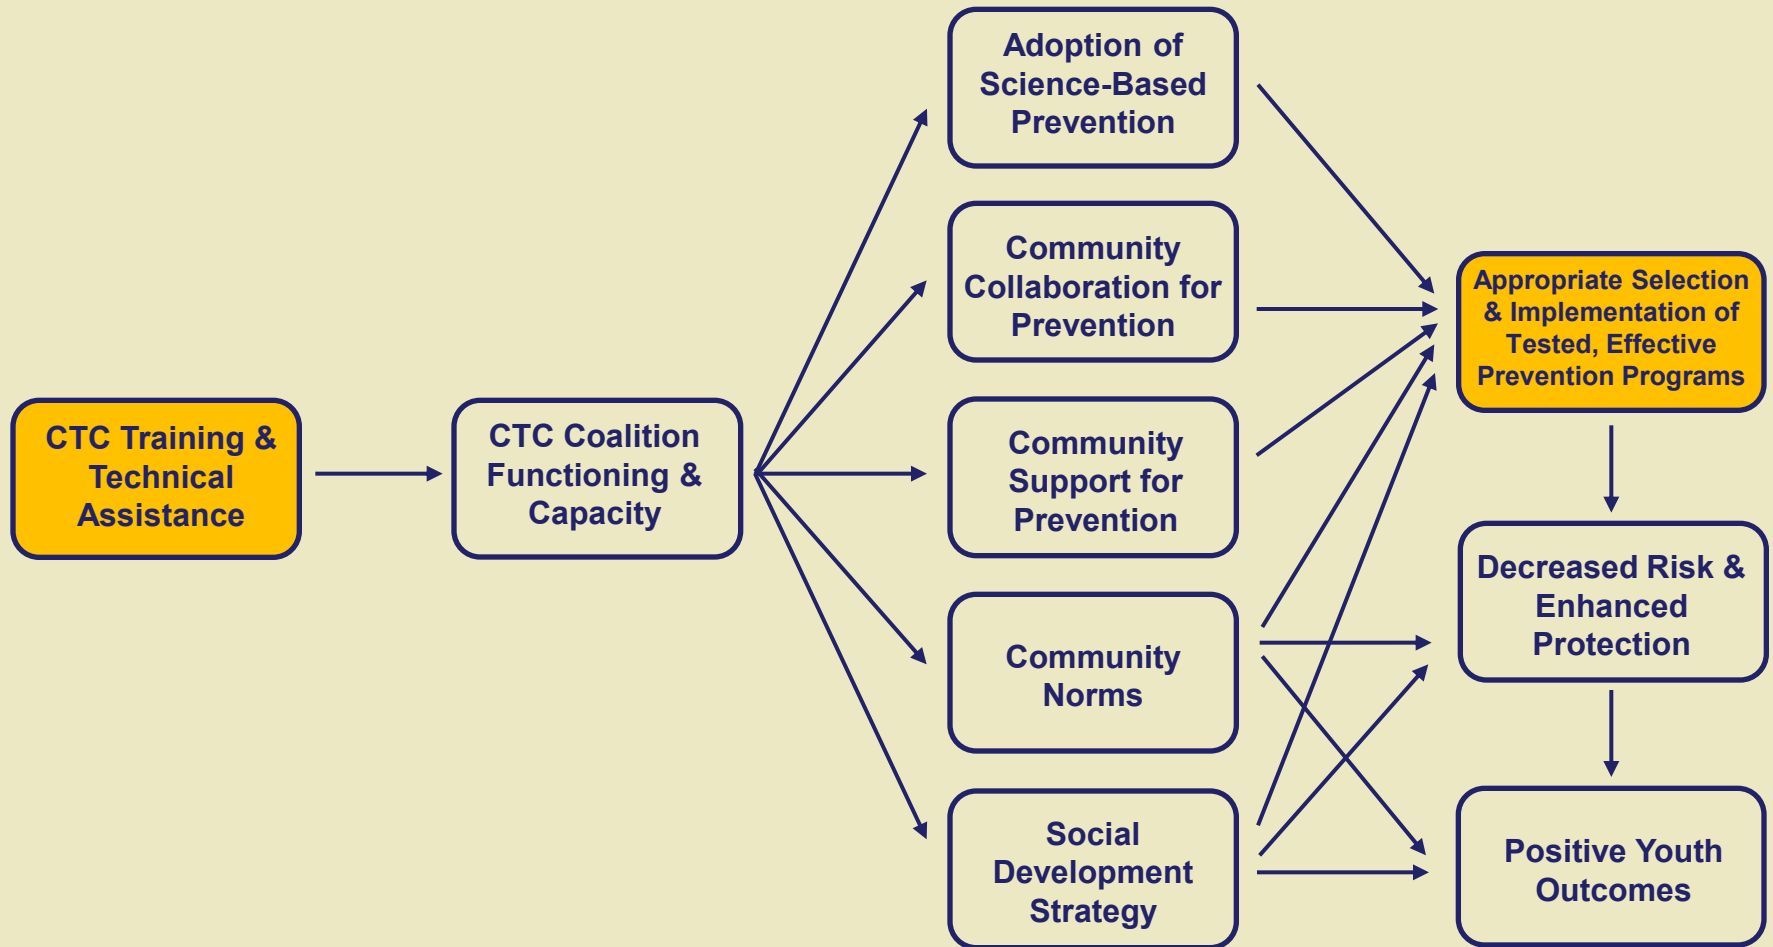 CTC Training &
Technical
Assistance
CTC Coalition
Functioning &
Capacity
Adoption of
Science-Based
Prevention
Community
Collaboration for
Prevention
Community
Support for
Prevention
Community
Norms
Social
Development
Strategy
Appropriate Selection
& Implementation of
Tested, Effective
Prevention Programs
Decreased Risk &
Enhanced
Protection
Positive Youth
Outcomes